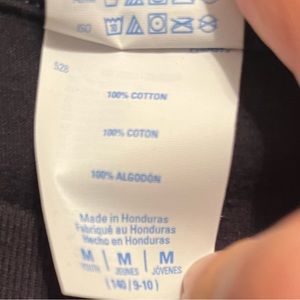 ISO
528
100% COTTON
100% COTON
100% ALGODÓN
Made in Honduras
Fabriqué au Honduras
Hecho en Honduras
M | M | M
YOUTH JEUNES JÓVENES
(140/9-10)